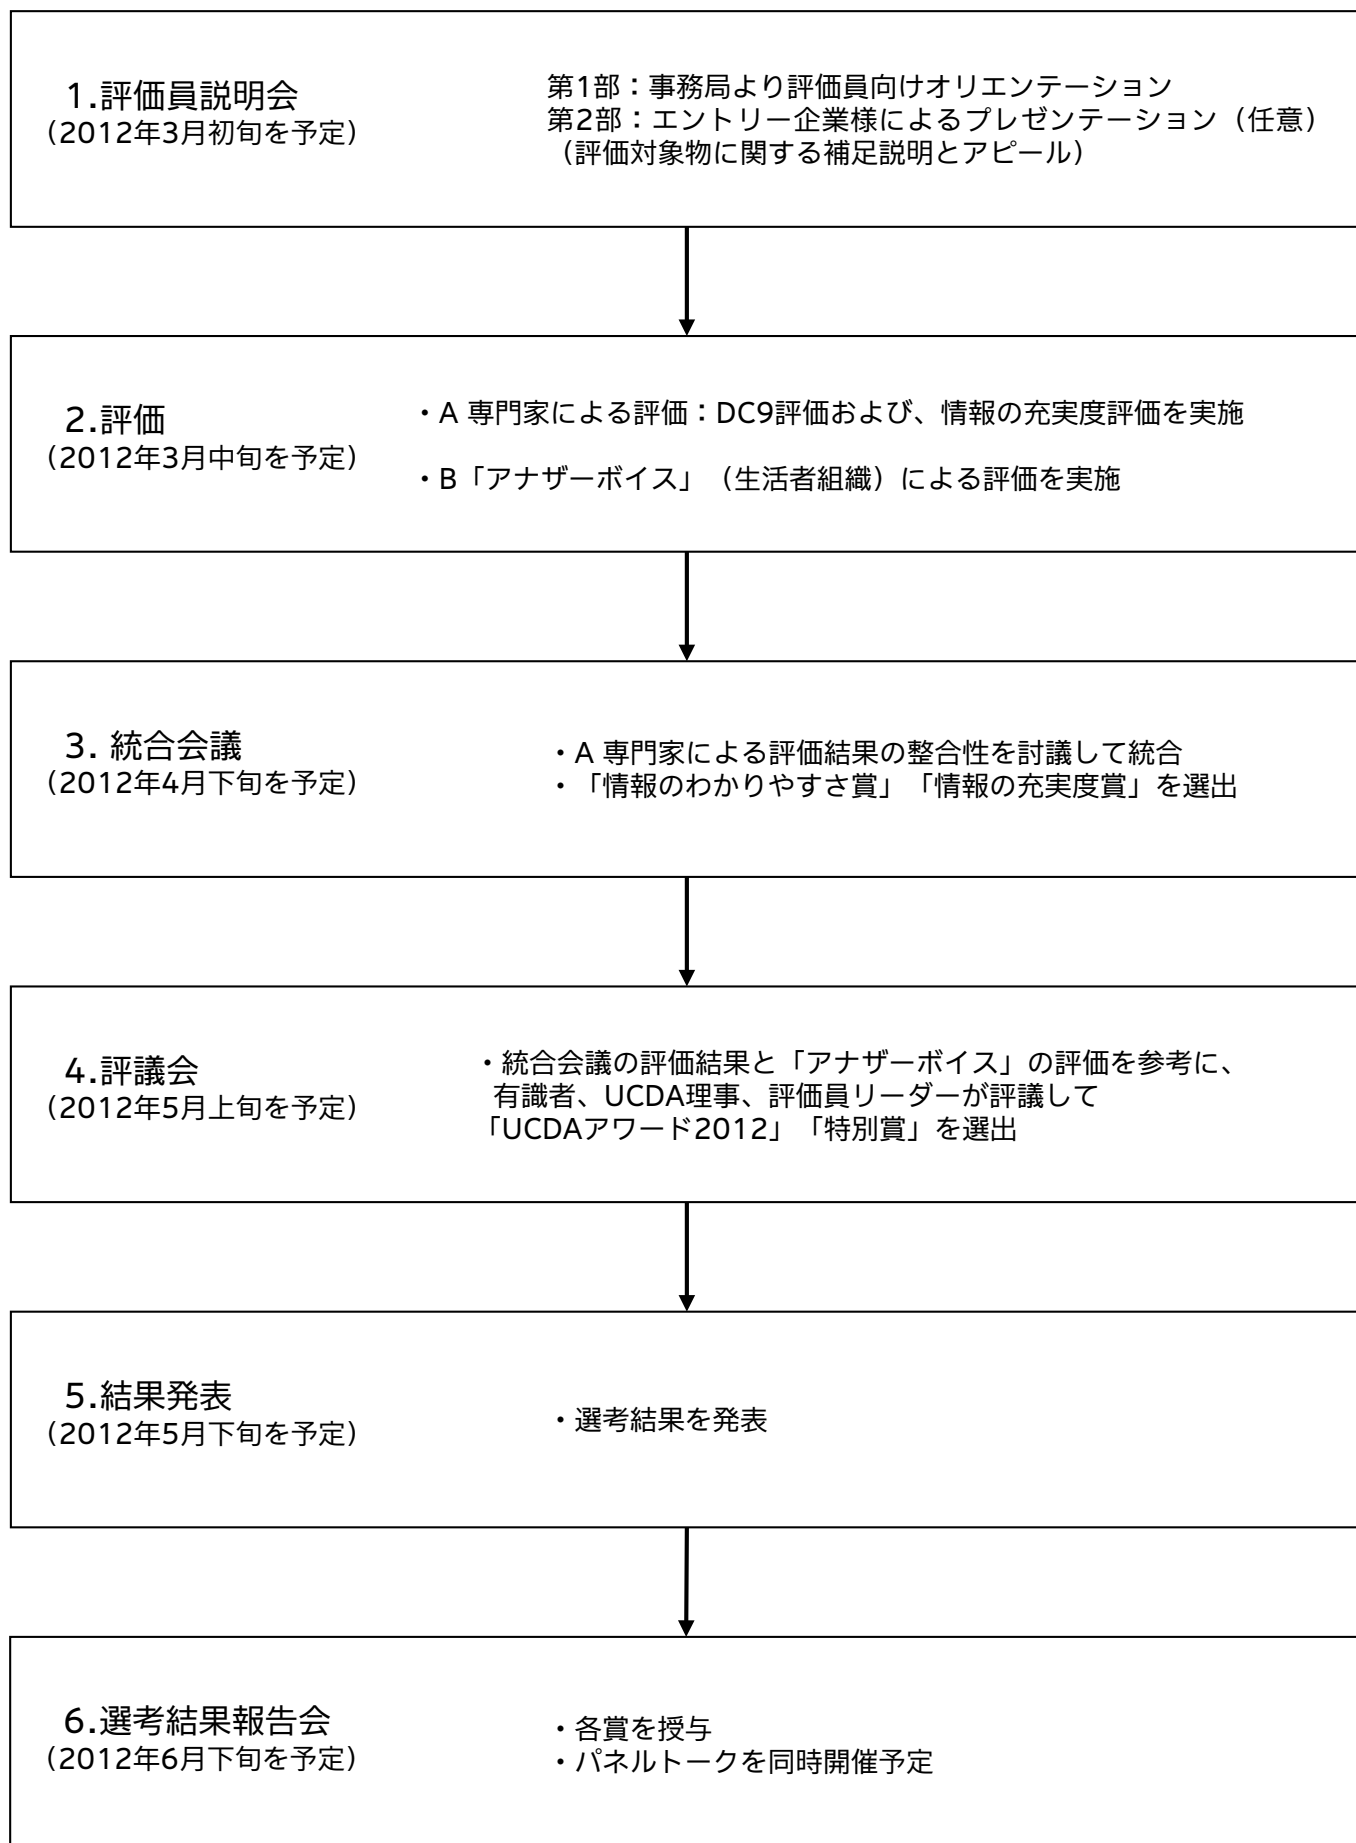 1.評価員説明会
（2012年3月初旬を予定）
第1部：事務局より評価員向けオリエンテーション
第2部：エントリー企業様によるプレゼンテーション（任意）
（評価対象物に関する補足説明とアピール）
2.評価
（2012年3月中旬を予定）
・A 専門家による評価：DC9評価および、情報の充実度評価を実施
・B「アナザーボイス」（生活者組織）による評価を実施
3. 統合会議
（2012年4月下旬を予定）
・A 専門家による評価結果の整合性を討議して統合
・「情報のわかりやすさ賞」「情報の充実度賞」を選出
4.評議会
（2012年5月上旬を予定）
・統合会議の評価結果と「アナザーボイス」の評価を参考に、
有識者、UCDA理事、評価員リーダーが評議して
「UCDAアワード2012」「特別賞」を選出
5.結果発表
（2012年5月下旬を予定）
・選考結果を発表
6.選考結果報告会
（2012年6月下旬を予定）
・各賞を授与
・パネルトークを同時開催予定